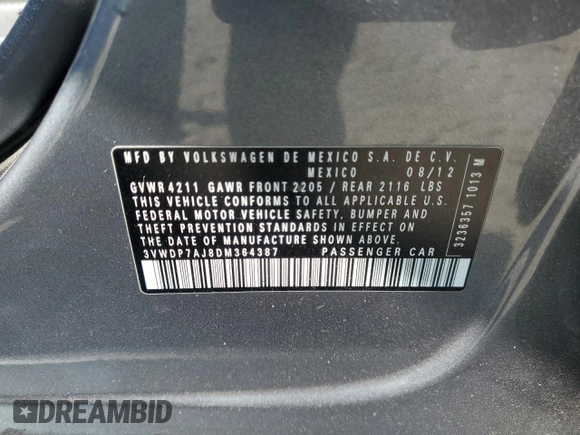 MFD BY VOLKSWAGEN DE MEXICO S.A. DE C.V.
MEXICO 08/12
GVWR 4211 GAWR FRONT 2205 / REAR 2116 LBS
THIS VEHICLE CONFORMS TO ALL APPLICABLE U.S.
FEDERAL MOTOR VEHICLE SAFETY, BUMPER AND
THEFT PREVENTION STANDARDS IN EFFECT ON
THE DATE OF MANUFACTURE SHOWN ABOVE.
3VWDP7AJ8DM364387 PASSENGER CAR
3236357 1013 M
DREAMBID